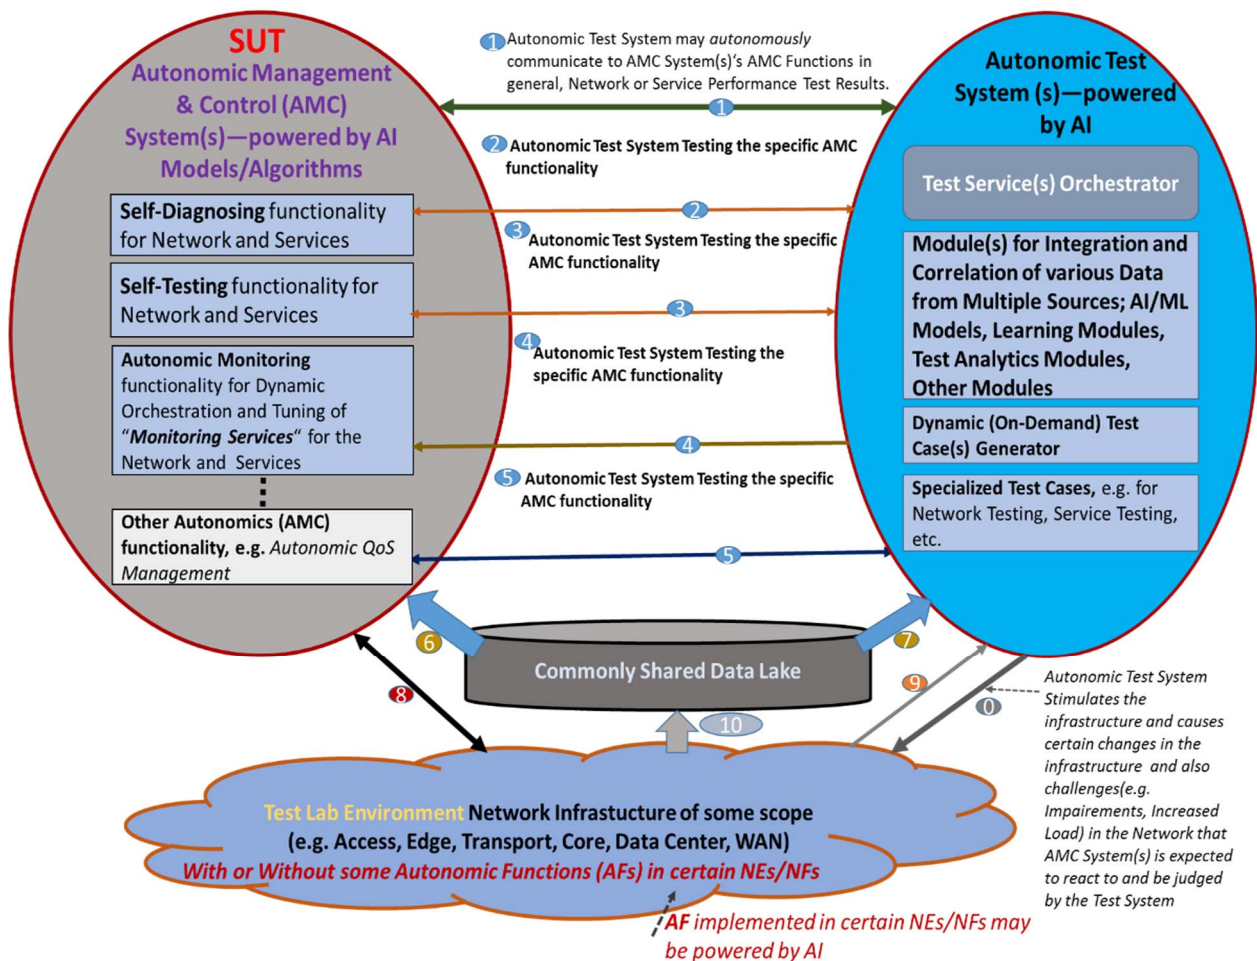 SUT
Autonomic Management
& Control (AMC)
System(s)—powered by AI
Models/Algorithms
Self-Diagnosing functionality
for Network and Services
Self-Testing functionality for
Network and Services
Autonomic Monitoring
functionality for Dynamic
Orchestration and Tuning of
“Monitoring Services“ for the
Network and Services
Other Autonomics (AMC)
functionality, e.g. Autonomic QoS
Management
1 Autonomic Test System may autonomously
communicate to AMC System(s)‘s AMC Functions in
general, Network or Service Performance Test Results.
1
2 Autonomic Test System Testing the specific AMC
functionality
2
3 Autonomic Test System Testing the specific
AMC functionality
3
4 Autonomic Test System Testing the
specific AMC functionality
4
5 Autonomic Test System Testing the specific
AMC functionality
5
Autonomic Test
System (s)—powered
by AI
Test Service(s) Orchestrator
Module(s) for Integration and
Correlation of various Data
from Multiple Sources; AI/ML
Models, Learning Modules,
Test Analytics Modules,
Other Modules
Dynamic (On-Demand) Test
Case(s) Generator
Specialized Test Cases, e.g. for
Network Testing, Service Testing,
etc.
6
7
Commonly Shared Data Lake
8
9
0
10
Autonomic Test System
Stimulates the
infrastructure and causes
certain changes in the
infrastructure and also
challenges(e.g.
Impairements, Increased
Load) in the Network that
AMC System(s) is expected
to react to and be judged
by the Test System
Test Lab Environment Network Infrastucture of some scope
(e.g. Access, Edge, Transport, Core, Data Center, WAN)
With or Without some Autonomic Functions (AFs) in certain NEs/NFs
AF implemented in certain NEs/NFs may
be powered by AI